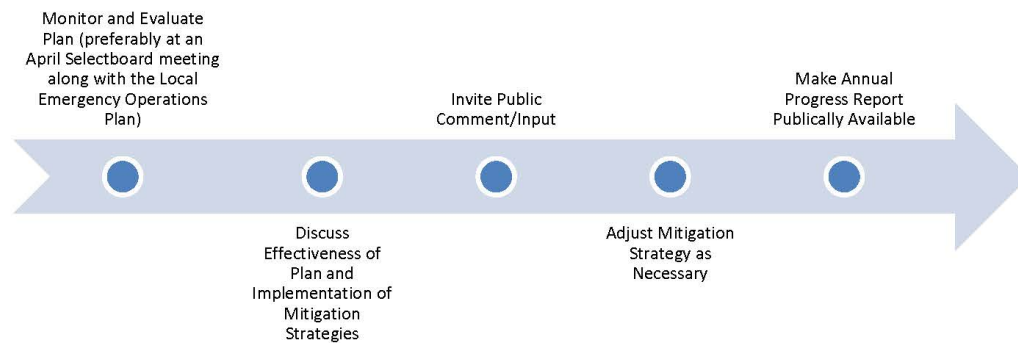 Monitor and Evaluate
Plan (preferably at an
April Selectboard meeting
along with the Local
Emergency Operations
Plan)
Discuss
Effectiveness of
Plan and
Implementation of
Mitigation
Strategies
Invite Public
Comment/Input
Adjust Mitigation
Strategy as
Necessary
Make Annual
Progress Report
Publically Available